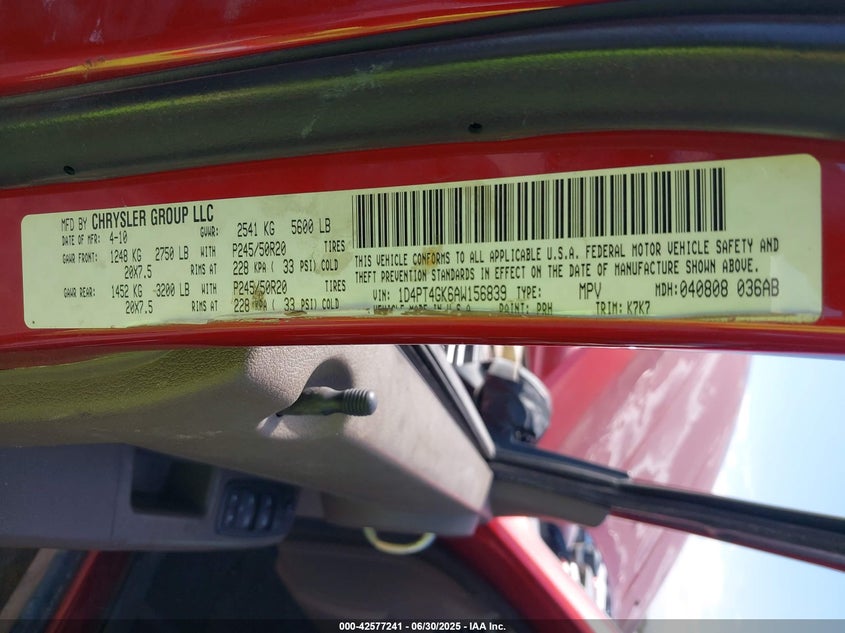 MFD BY CHRYSLER GROUP LLC
DATE OF MFR: 4-10 GVWR: 2541 KG 5600 LB
GAWR FRONT: 1248 KG 2750 LB WITH P245/50R20 TIRES
20X7.5 RIMS AT 228 KPA ( 33 PSI) COLD
GAWR REAR: 1452 KG 3200 LB WITH P245/50R20 TIRES
20X7.5 RIMS AT 228 KPA ( 33 PSI) COLD
THIS VEHICLE CONFORMS TO ALL APPLICABLE U.S.A. FEDERAL MOTOR VEHICLE SAFETY AND
THEFT PREVENTION STANDARDS IN EFFECT ON THE DATE OF MANUFACTURE SHOWN ABOVE.
VIN: 1D4PT4GK6AW156839 TYPE: MPV MDH: 040808 036AB
VEHICLE MADE IN U.S.A. PAINT: PRH TRIM: K7K7
000-42577241 | 06/30/2025 | IAA Inc.